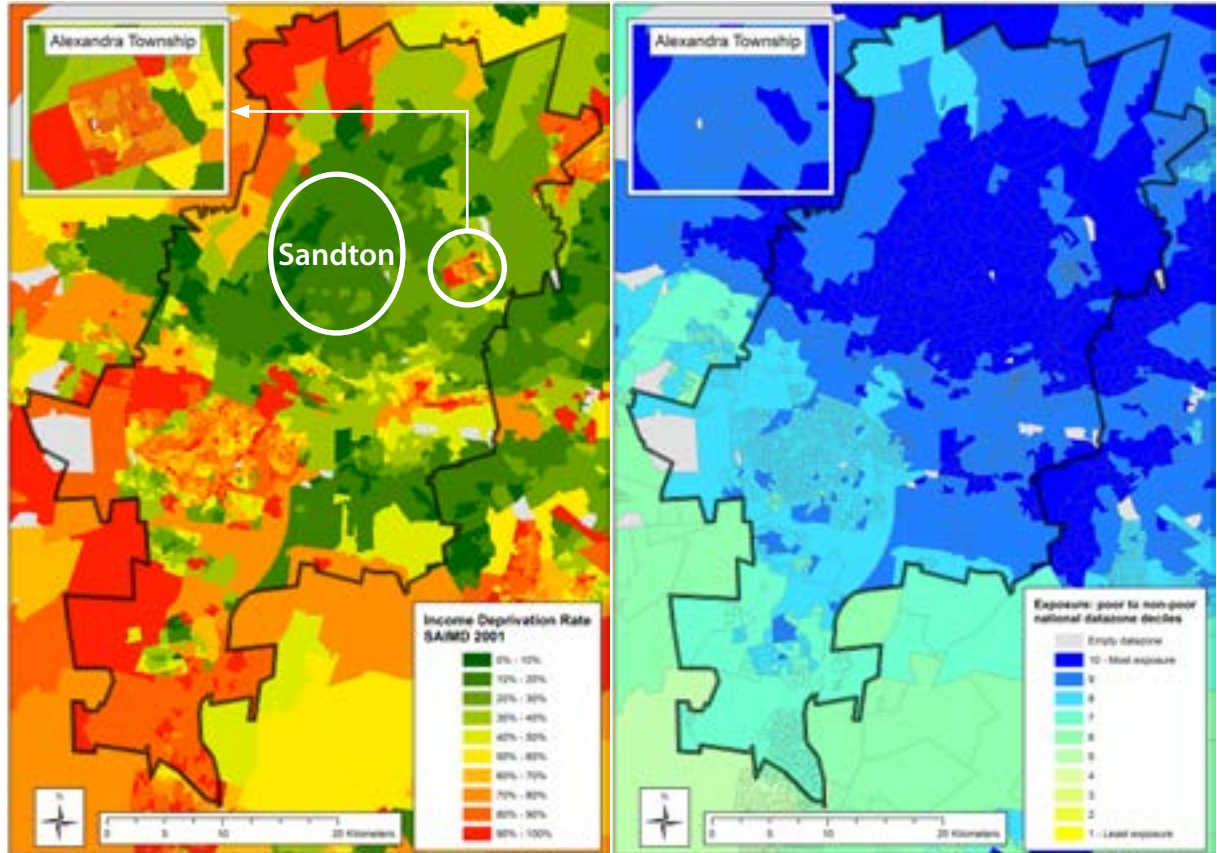 Alexandra Township
Sandton
Income Deprivation Rate
SAIMD 2001
0% - 10%
10% - 20%
20% - 30%
30% - 40%
40% - 50%
50% - 60%
60% - 70%
70% - 80%
80% - 90%
90% - 100%
N
0 5 10 20 Kilometers
Alexandra Township
Exposure: poor to non-poor
national datazone deciles
Empty datazone
10 - Most exposure
9
8
7
6
5
4
3
2
1 - Least exposure
N
0 5 10 20 Kilometers